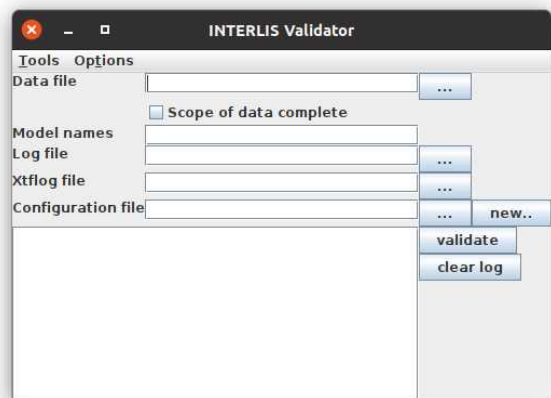 INTERLIS Validator
Tools Options
Data file ...
Scope of data complete
Model names
Log file ...
Xtflog file ...
Configuration file ... new..
validate
clear log